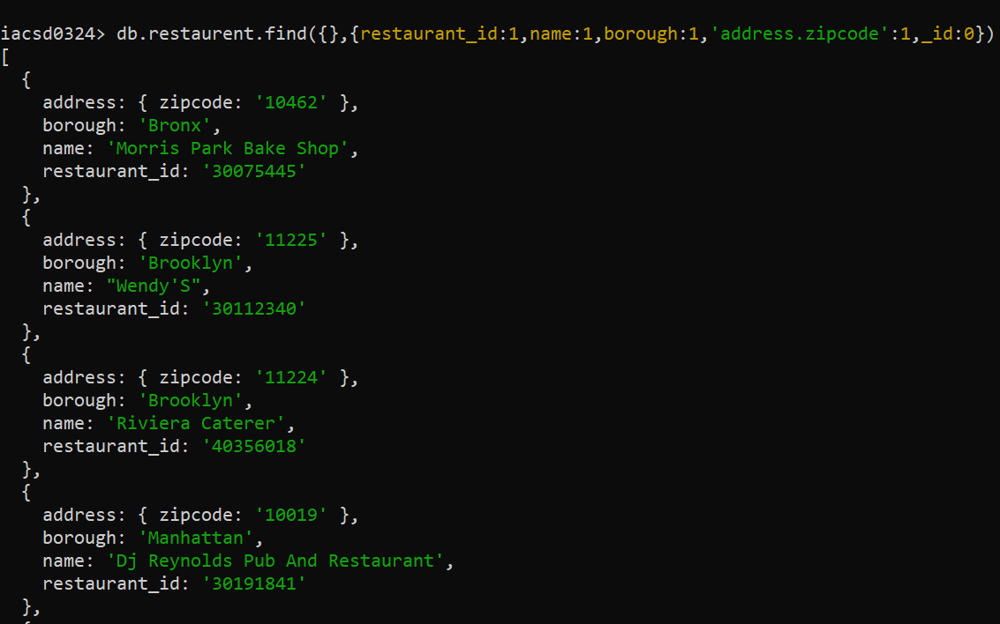 iacsd0324> db.restaurent.find({},{restaurant_id:1,name:1,borough:1,'address.zipcode':1,_id:0})
[
  {
    address: { zipcode: '10462' },
    borough: 'Bronx',
    name: 'Morris Park Bake Shop',
    restaurant_id: '30075445'
  },
  {
    address: { zipcode: '11225' },
    borough: 'Brooklyn',
    name: "Wendy'S",
    restaurant_id: '30112340'
  },
  {
    address: { zipcode: '11224' },
    borough: 'Brooklyn',
    name: 'Riviera Caterer',
    restaurant_id: '40356018'
  },
  {
    address: { zipcode: '10019' },
    borough: 'Manhattan',
    name: 'Dj Reynolds Pub And Restaurant',
    restaurant_id: '30191841'
  },